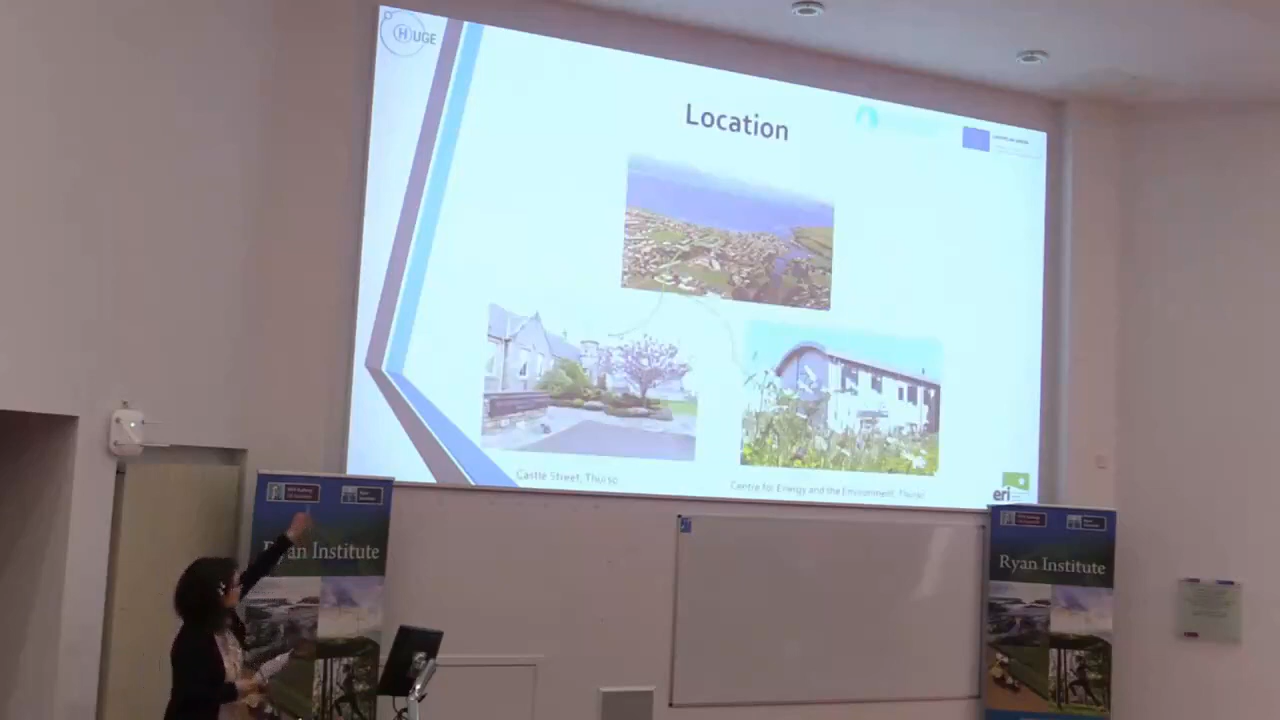 HUGE
Location
Castle Street, Thurso
Centre for Energy and the Environment, Thurso
eri
Ryan Institute
Ryan Institute